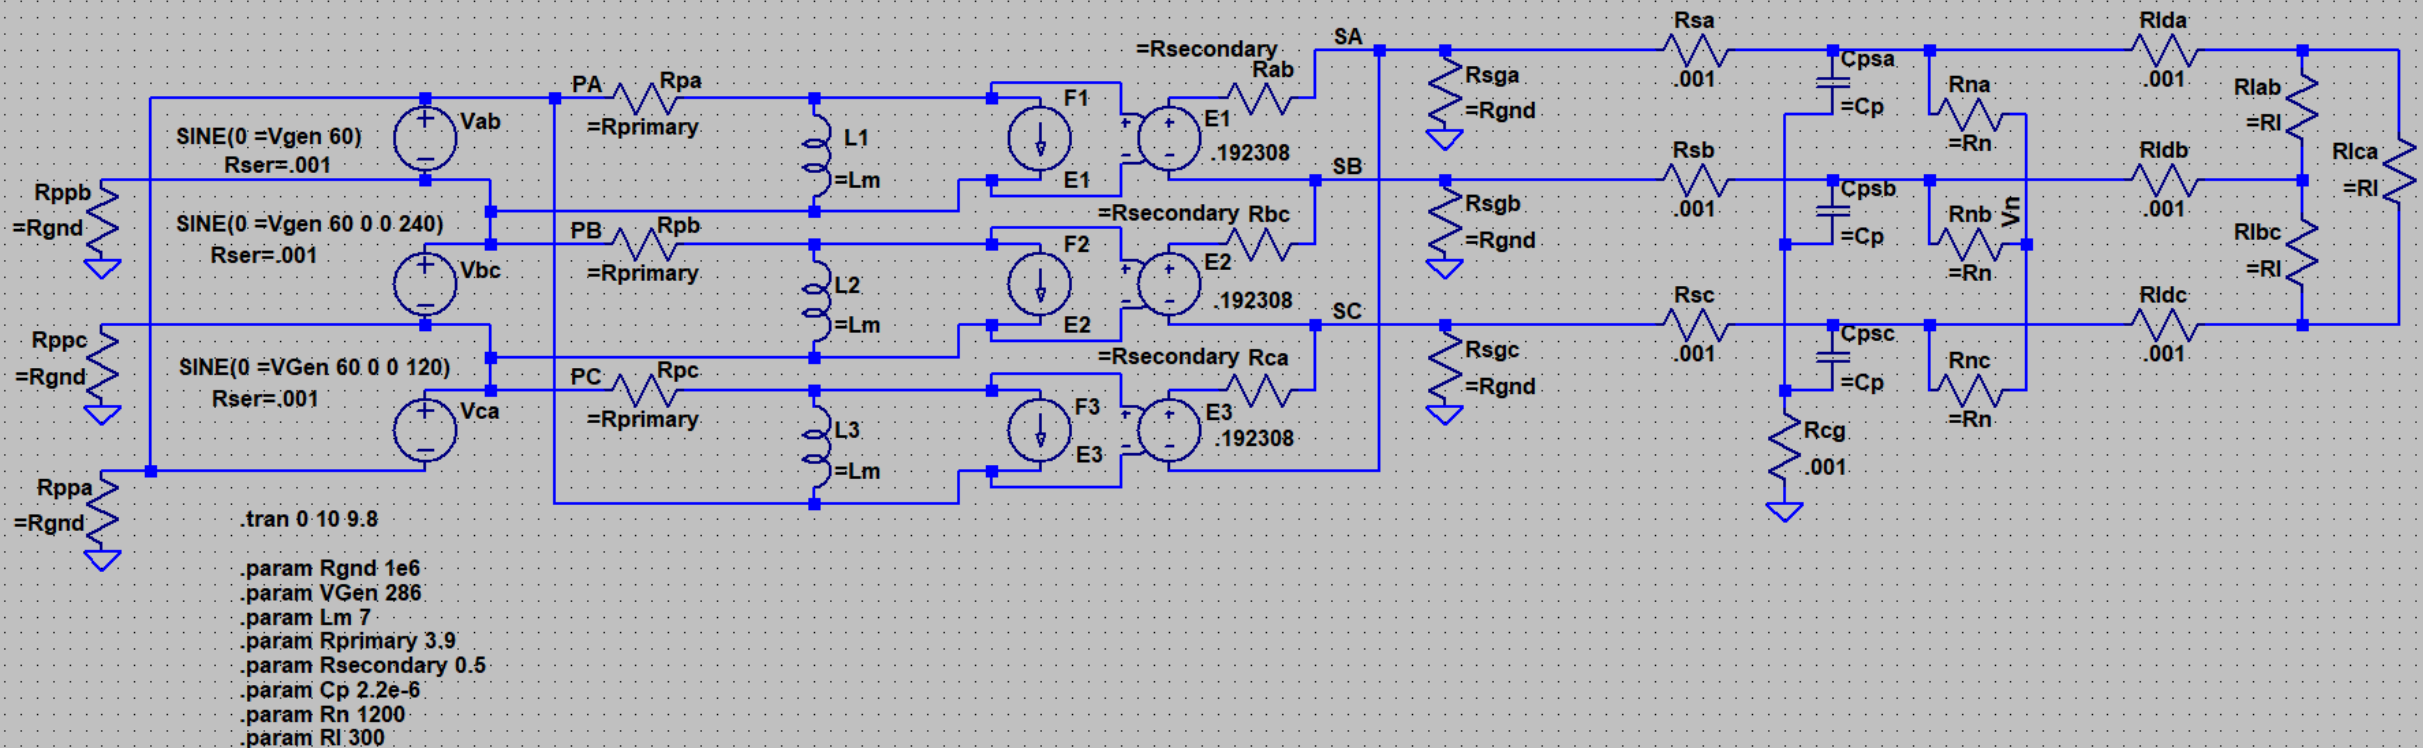 SA
Rsa
.001
Rlda
.001
=Rsecondary
Rab
PA
Rpa
=Rprimary
Rsga
=Rgnd
Cpsa
=Cp
Rna
=Rn
Rlab
=Rl
SINE(0 =Vgen 60)
Rser=.001
Vab
L1
=Lm
F1
E1
E1
.192308
SB
Rsb
.001
Rldb
.001
Rlca
=Rl
Rppb
=Rgnd
SINE(0 =Vgen 60 0 0 240)
Rser=.001
Vbc
PB
Rpb
=Rprimary
=Rsecondary
Rbc
Rsgb
=Rgnd
Cpsb
=Cp
Rnb
=Rn
Vn
Rlbc
=Rl
L2
=Lm
F2
E2
E2
.192308
SC
Rsc
.001
Rldc
.001
Rppc
=Rgnd
SINE(0 =VGen 60 0 0 120)
Rser=.001
Vca
PC
Rpc
=Rprimary
=Rsecondary
Rca
Rsgc
=Rgnd
Cpsc
=Cp
Rnc
=Rn
L3
=Lm
F3
E3
E3
.192308
Rcg
.001
Rppa
=Rgnd
.tran 0 10 9.8
.param Rgnd 1e6
.param VGen 286
.param Lm 7
.param Rprimary 3.9
.param Rsecondary 0.5
.param Cp 2.2e-6
.param Rn 1200
.param Rl 300